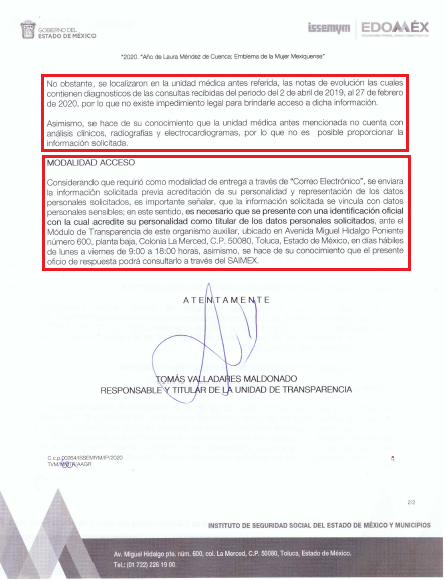 GOBIERNO DEL
ESTADO DE MÉXICO
issemym
EDOMÉX
"2020. "Año de Laura Méndez de Cuenca; Emblema de la Mujer Mexiquense"
No obstante, se localizaron en la unidad médica antes referida, las notas de evolución las cuales
contienen diagnosticos de las consultas recibidas del periodo del 2 de abril de 2019, al 27 de febrero
de 2020, por lo que no existe impedimento legal para brindarle acceso a dicha información.
Asimismo, se hace de su conocimiento que la unidad médica antes mencionada no cuenta con
análisis clínicos, radiografías y electrocardiogramas, por lo que no es posible proporcionar la
información solicitada.
MODALIDAD ACCESO
Considerando que requirió como modalidad de entrega a través de "Correo Electrónico", se enviara
la información solicitada previa acreditación de su personalidad y representación de los datos
personales solicitados, es importante señalar, que la información solicitada se vincula con datos
personales sensibles; en este sentido, es necesario que se presente con una identificación oficial
con la cual acredite su personalidad como titular de los datos personales solicitados, ante el
Módulo de Transparencia de este organismo auxiliar, ubicado en Avenida Miguel Hidalgo Poniente
número 600, planta baja, Colonia La Merced, C.P. 50080, Toluca, Estado de México, en días hábiles
de lunes a viernes de 9:00 a 18:00 horas, asimismo, se hace de su conocimiento que el presente
oficio de respuesta podrá consultarlo a través del SAIMEX.
ATENTAMENTE
TOMÁS VALLADARES MALDONADO
RESPONSABLE Y TITULAR DE LA UNIDAD DE TRANSPARENCIA
C.c.p. 00264/ISSEMYM/IP/2020
2/2
INSTITUTO DE SEGURIDAD SOCIAL DEL ESTADO DE MÉXICO Y MUNICIPIOS
Av. Miguel Hidalgo pte. núm. 600, col. La Merced, C.P. 50080, Toluca, Estado de México.
Tel.: (01 722) 226 19 00.